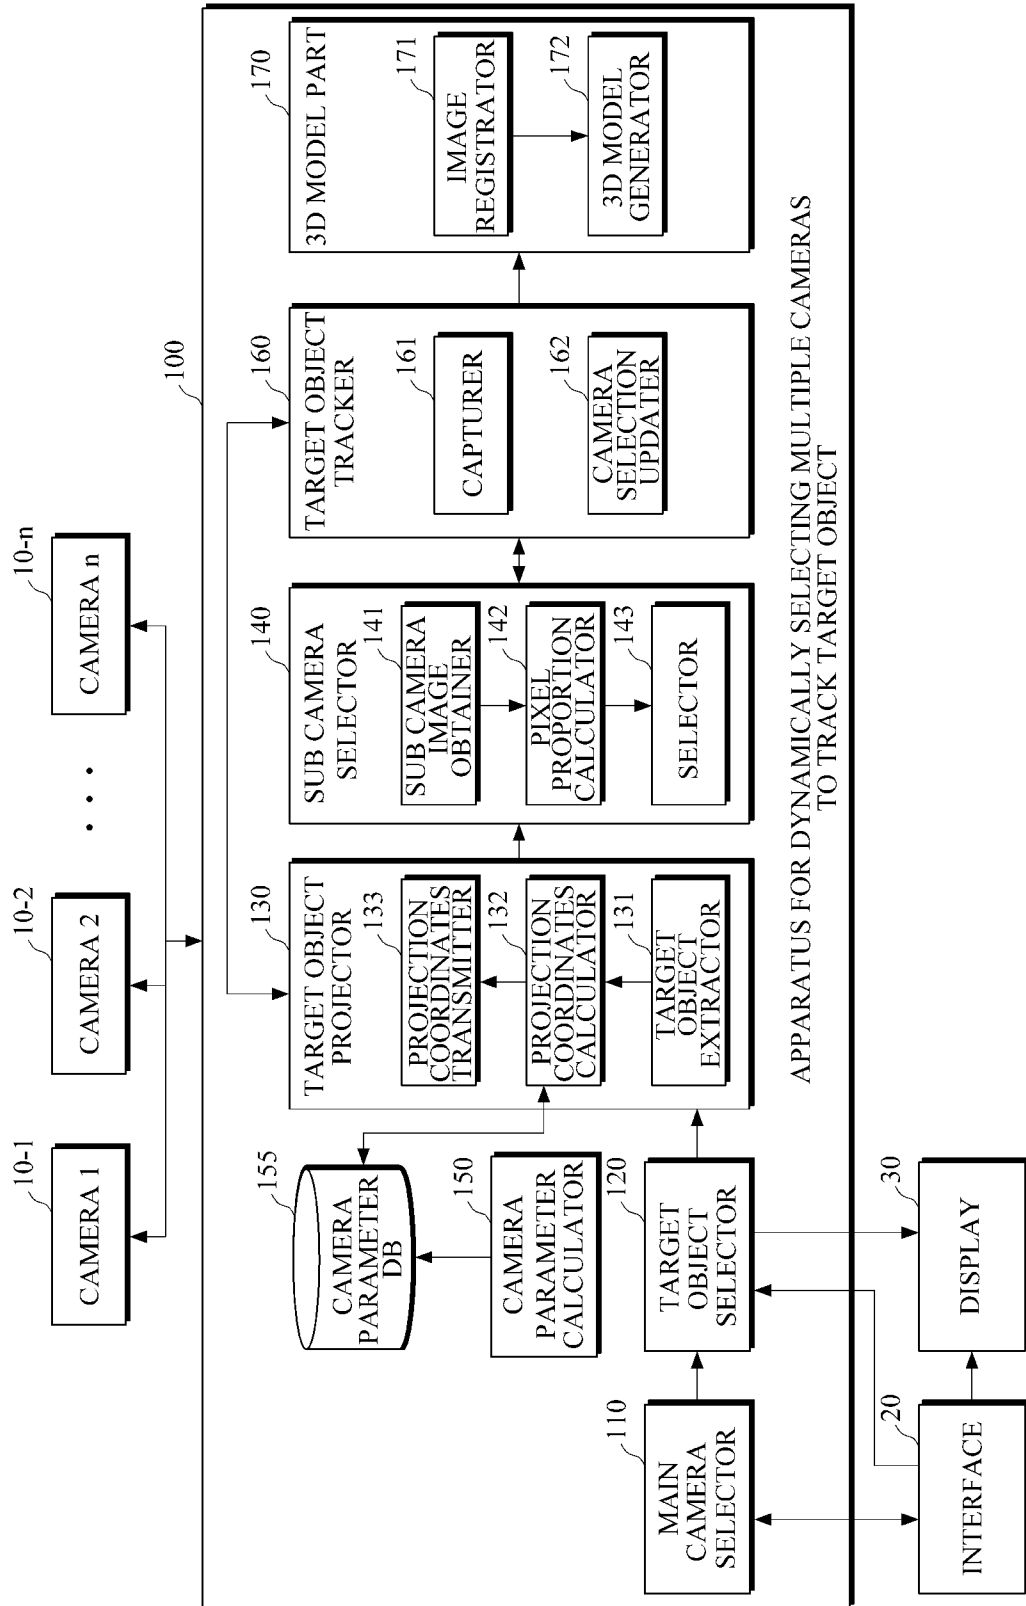 10-1
CAMERA 1
10-2
CAMERA 2
. . .
10-n
CAMERA n
100
155
CAMERA
PARAMETER
DB
150
CAMERA
PARAMETER
CALCULATOR
110
MAIN
CAMERA
SELECTOR
120
TARGET
OBJECT
SELECTOR
130
TARGET OBJECT
PROJECTOR
133
PROJECTION
COORDINATES
TRANSMITTER
132
PROJECTION
COORDINATES
CALCULATOR
131
TARGET
OBJECT
EXTRACTOR
140
SUB CAMERA
SELECTOR
141
SUB CAMERA
IMAGE
OBTAINER
142
PIXEL
PROPORTION
CALCULATOR
143
SELECTOR
160
TARGET OBJECT
TRACKER
161
CAPTURER
162
CAMERA
SELECTION
UPDATER
170
3D MODEL PART
171
IMAGE
REGISTRATOR
172
3D MODEL
GENERATOR
APPARATUS FOR DYNAMICALLY SELECTING MULTIPLE CAMERAS
TO TRACK TARGET OBJECT
20
INTERFACE
30
DISPLAY